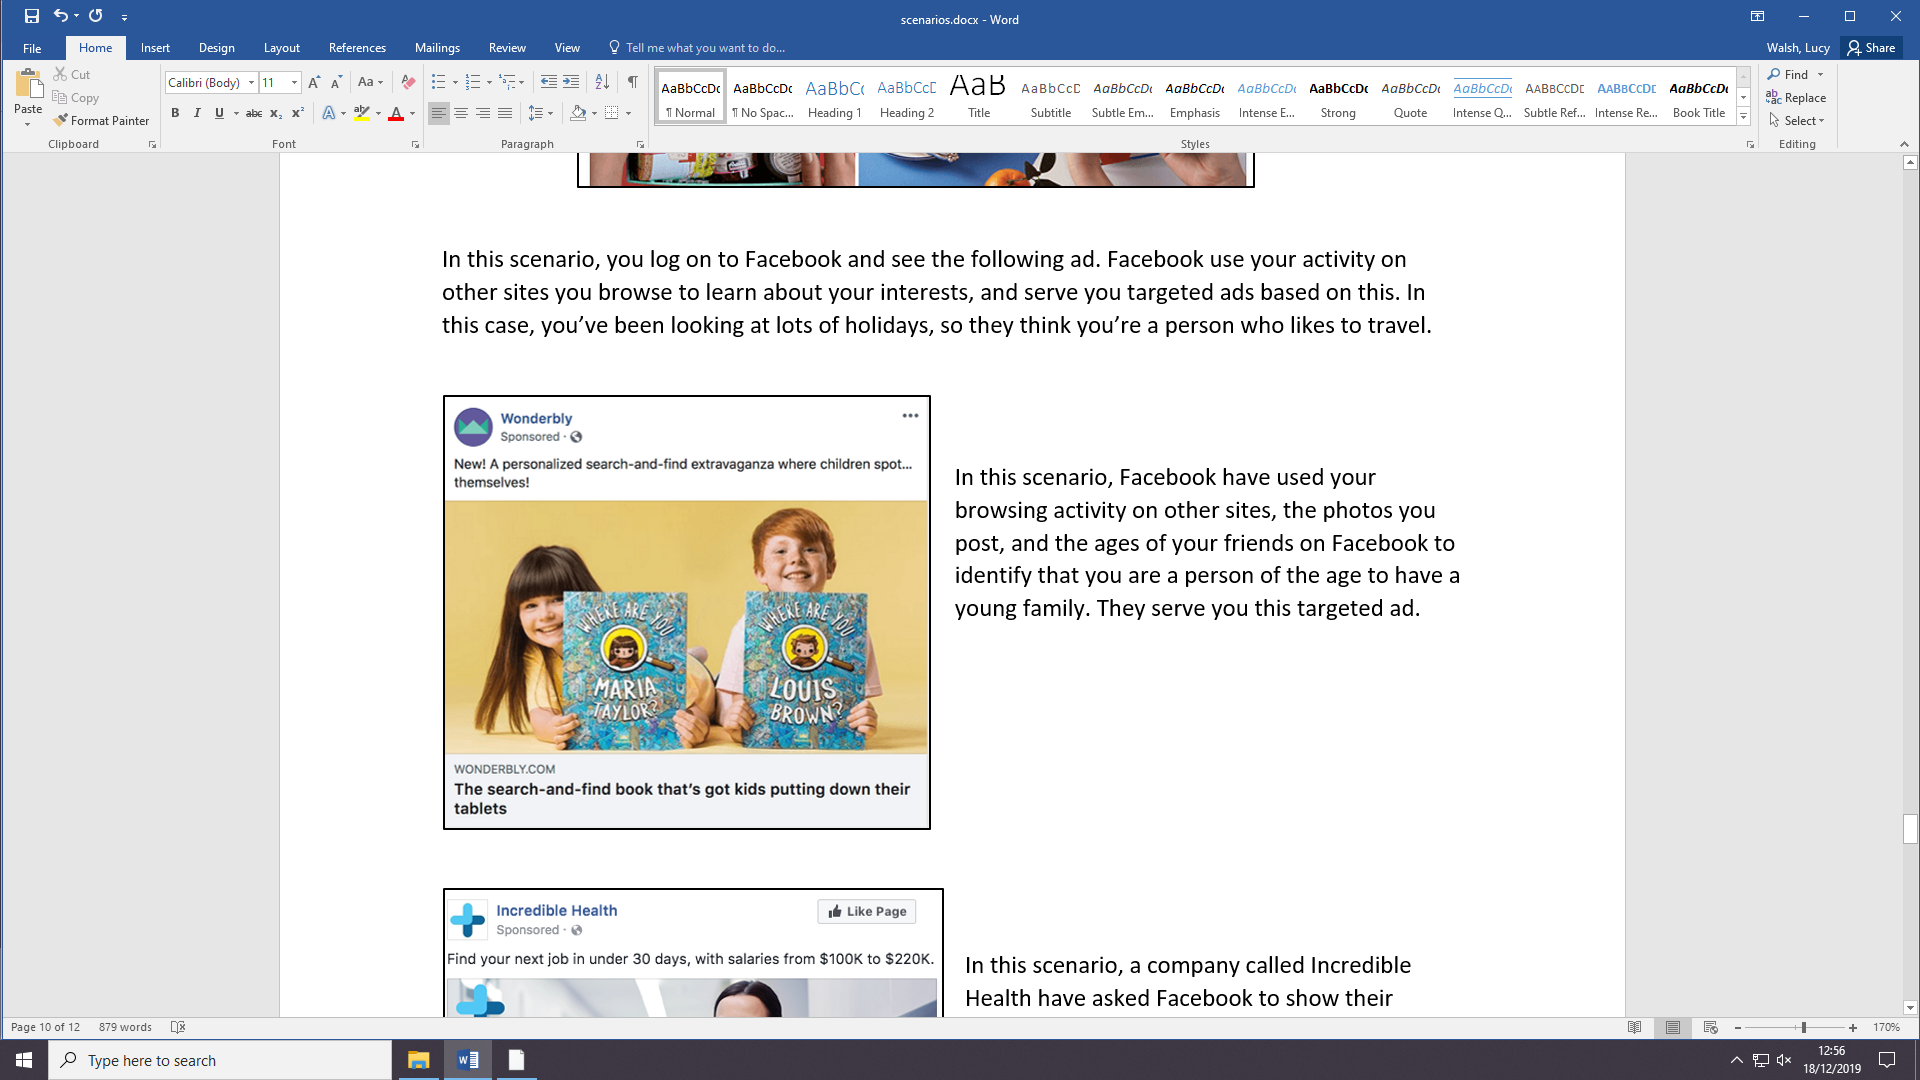 scenarios.docx - Word
File Home Insert Design Layout References Mailings Review View Tell me what you want to do... Walsh, Lucy Share
Paste
Cut
Copy
Format Painter
Clipboard
Calibri (Body) 11
Aa
B I U abc x₂ x²
A A
Font
Paragraph
AaBbCcDc AaBbCcDc AaBbCc AaBbCcD AaB AaBbCcD AaBbCcDc AaBbCcDc AaBbCcDc AaBbCcDc AaBbCcDc AaBbCcDc AaBbCcDD AaBbCcDD AaBbCcDc
¶ Normal ¶ No Spac... Heading 1 Heading 2 Title Subtitle Subtle Em... Emphasis Intense E... Strong Quote Intense Q... Subtle Ref... Intense Re... Book Title
Styles
Find
Replace
Select
Editing
In this scenario, you log on to Facebook and see the following ad. Facebook use your activity on
other sites you browse to learn about your interests, and serve you targeted ads based on this. In
this case, you’ve been looking at lots of holidays, so they think you’re a person who likes to travel.
Wonderbly
Sponsored ·
New! A personalized search-and-find extravaganza where children spot...
themselves!
WHERE ARE YOU
MARIA
TAYLOR?
WHERE ARE YOU
LOUIS
BROWN?
WONDERBLY.COM
The search-and-find book that’s got kids putting down their
tablets
In this scenario, Facebook have used your
browsing activity on other sites, the photos you
post, and the ages of your friends on Facebook to
identify that you are a person of the age to have a
young family. They serve you this targeted ad.
Incredible Health
Like Page
Sponsored ·
Find your next job in under 30 days, with salaries from $100K to $220K.
In this scenario, a company called Incredible
Health have asked Facebook to show their
Page 10 of 12 879 words
170%
Type here to search
12:56
18/12/2019